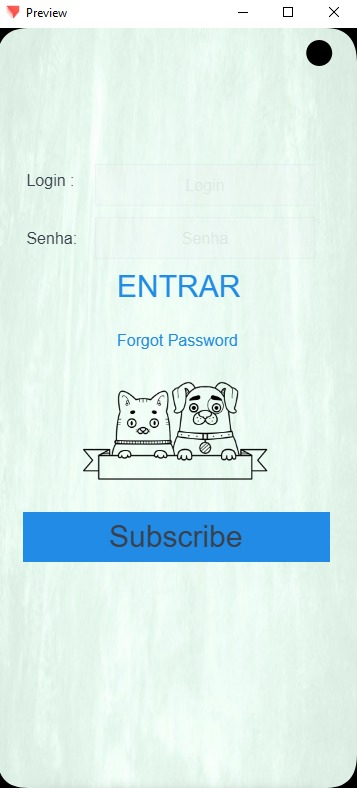 Preview
Login : Login
Senha: Senha
ENTRAR
Forgot Password
Subscribe